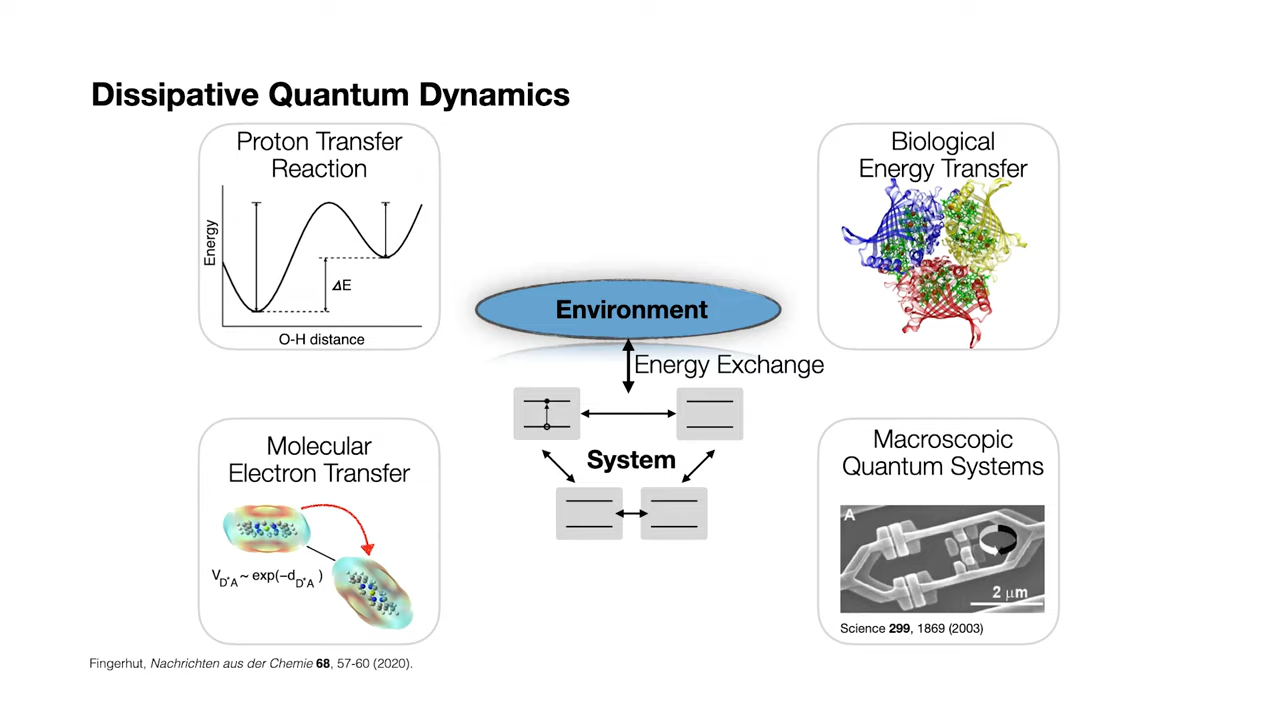 Dissipative Quantum Dynamics
Proton Transfer
Reaction
Energy
ΔE
O-H distance
Biological
Energy Transfer
Environment
Energy Exchange
System
Molecular
Electron Transfer
V_{D*A} ~ exp(−d_{D*A} )
Macroscopic
Quantum Systems
A
2 μm
Science 299, 1869 (2003)
Fingerhut, Nachrichten aus der Chemie 68, 57-60 (2020).